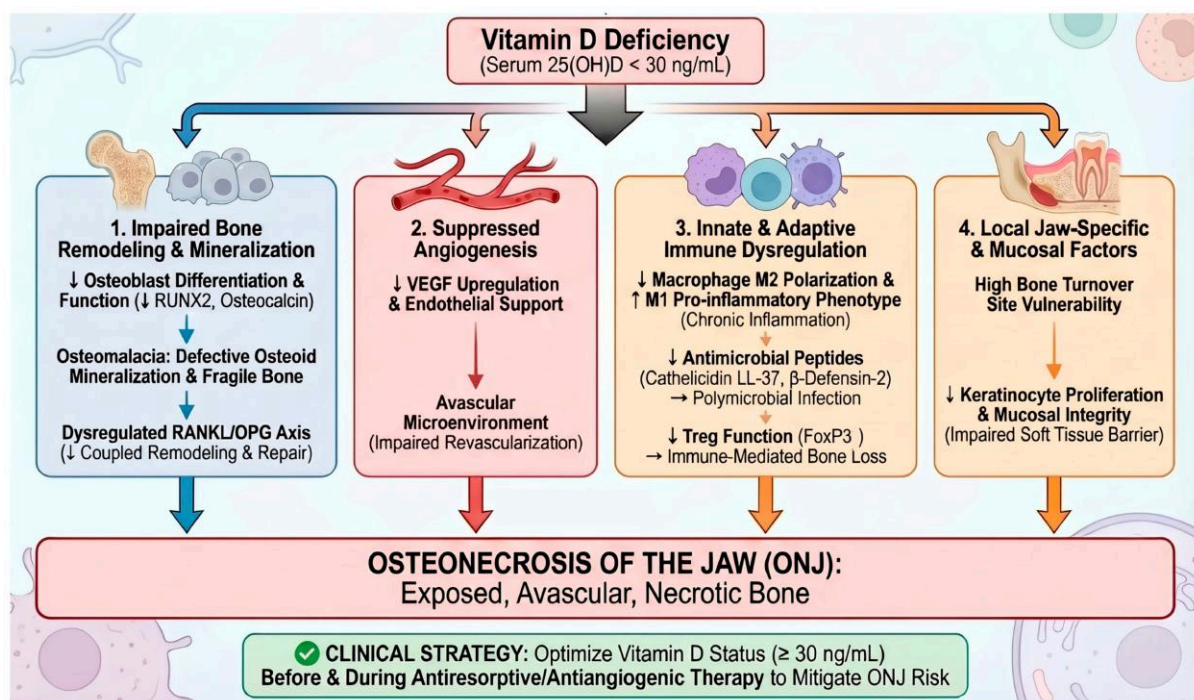 Vitamin D Deficiency
(Serum 25(OH)D < 30 ng/mL)
1. Impaired Bone
Remodeling & Mineralization
↓ Osteoblast Differentiation &
Function (↓ RUNX2, Osteocalcin)
Osteomalacia: Defective Osteoid
Mineralization & Fragile Bone
Dysregulated RANKL/OPG Axis
(↓ Coupled Remodeling & Repair)
2. Suppressed
Angiogenesis
↓ VEGF Upregulation
& Endothelial Support
Avascular
Microenvironment
(Impaired Revascularization)
3. Innate & Adaptive
Immune Dysregulation
↓ Macrophage M2 Polarization &
↑ M1 Pro-inflammatory Phenotype
(Chronic Inflammation)
↓ Antimicrobial Peptides
(Cathelicidin LL-37, β-Defensin-2)
→ Polymicrobial Infection
↓ Treg Function (FoxP3 )
→ Immune-Mediated Bone Loss
4. Local Jaw-Specific
& Mucosal Factors
High Bone Turnover
Site Vulnerability
↓ Keratinocyte Proliferation
& Mucosal Integrity
(Impaired Soft Tissue Barrier)
OSTEONECROSIS OF THE JAW (ONJ):
Exposed, Avascular, Necrotic Bone
CLINICAL STRATEGY: Optimize Vitamin D Status (≥ 30 ng/mL)
Before & During Antiresorptive/Antiangiogenic Therapy to Mitigate ONJ Risk